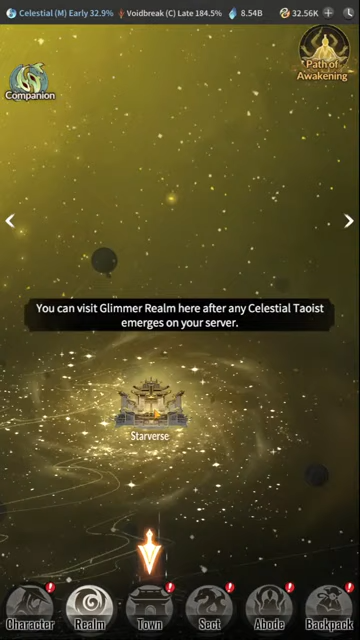 Celestial (M) Early 32.9% Voidbreak (C) Late 184.5% 8.54B 32.56K
Path of
Awakening
Companion
You can visit Glimmer Realm here after any Celestial Taoist
emerges on your server.
Starverse
Character Realm Town Sect Abode Backpack